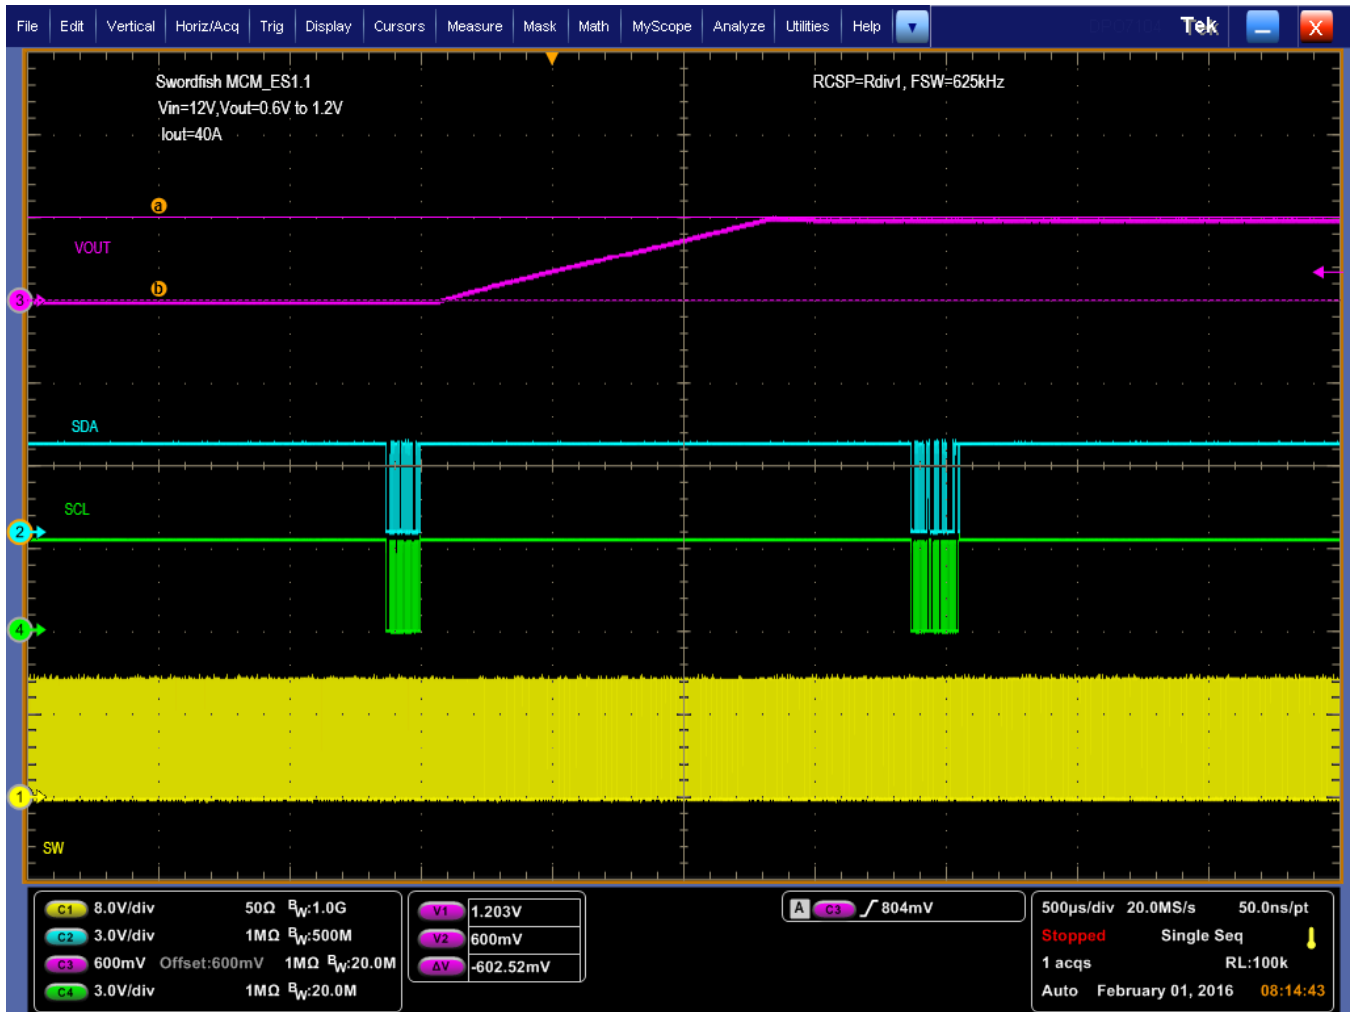 File Edit Vertical Horiz/Acq Trig Display Cursors Measure Mask Math MyScope Analyze Utilities Help Tek X
Swordfish MCM_ES1.1
RCSP=Rdiv1, FSW=625kHz
Vin=12V,Vout=0.6V to 1.2V
Iout=40A
a
VOUT
b
3
SDA
SCL
2
4
1
SW
C1 8.0V/div 50Ω BW:1.0G
C2 3.0V/div 1MΩ BW:500M
C3 600mV Offset:600mV 1MΩ BW:20.0M
C4 3.0V/div 1MΩ BW:20.0M
V1 1.203V
V2 600mV
ΔV -602.52mV
A C3 804mV
500µs/div 20.0MS/s 50.0ns/pt
Stopped Single Seq
1 acqs RL:100k
Auto February 01, 2016 08:14:43